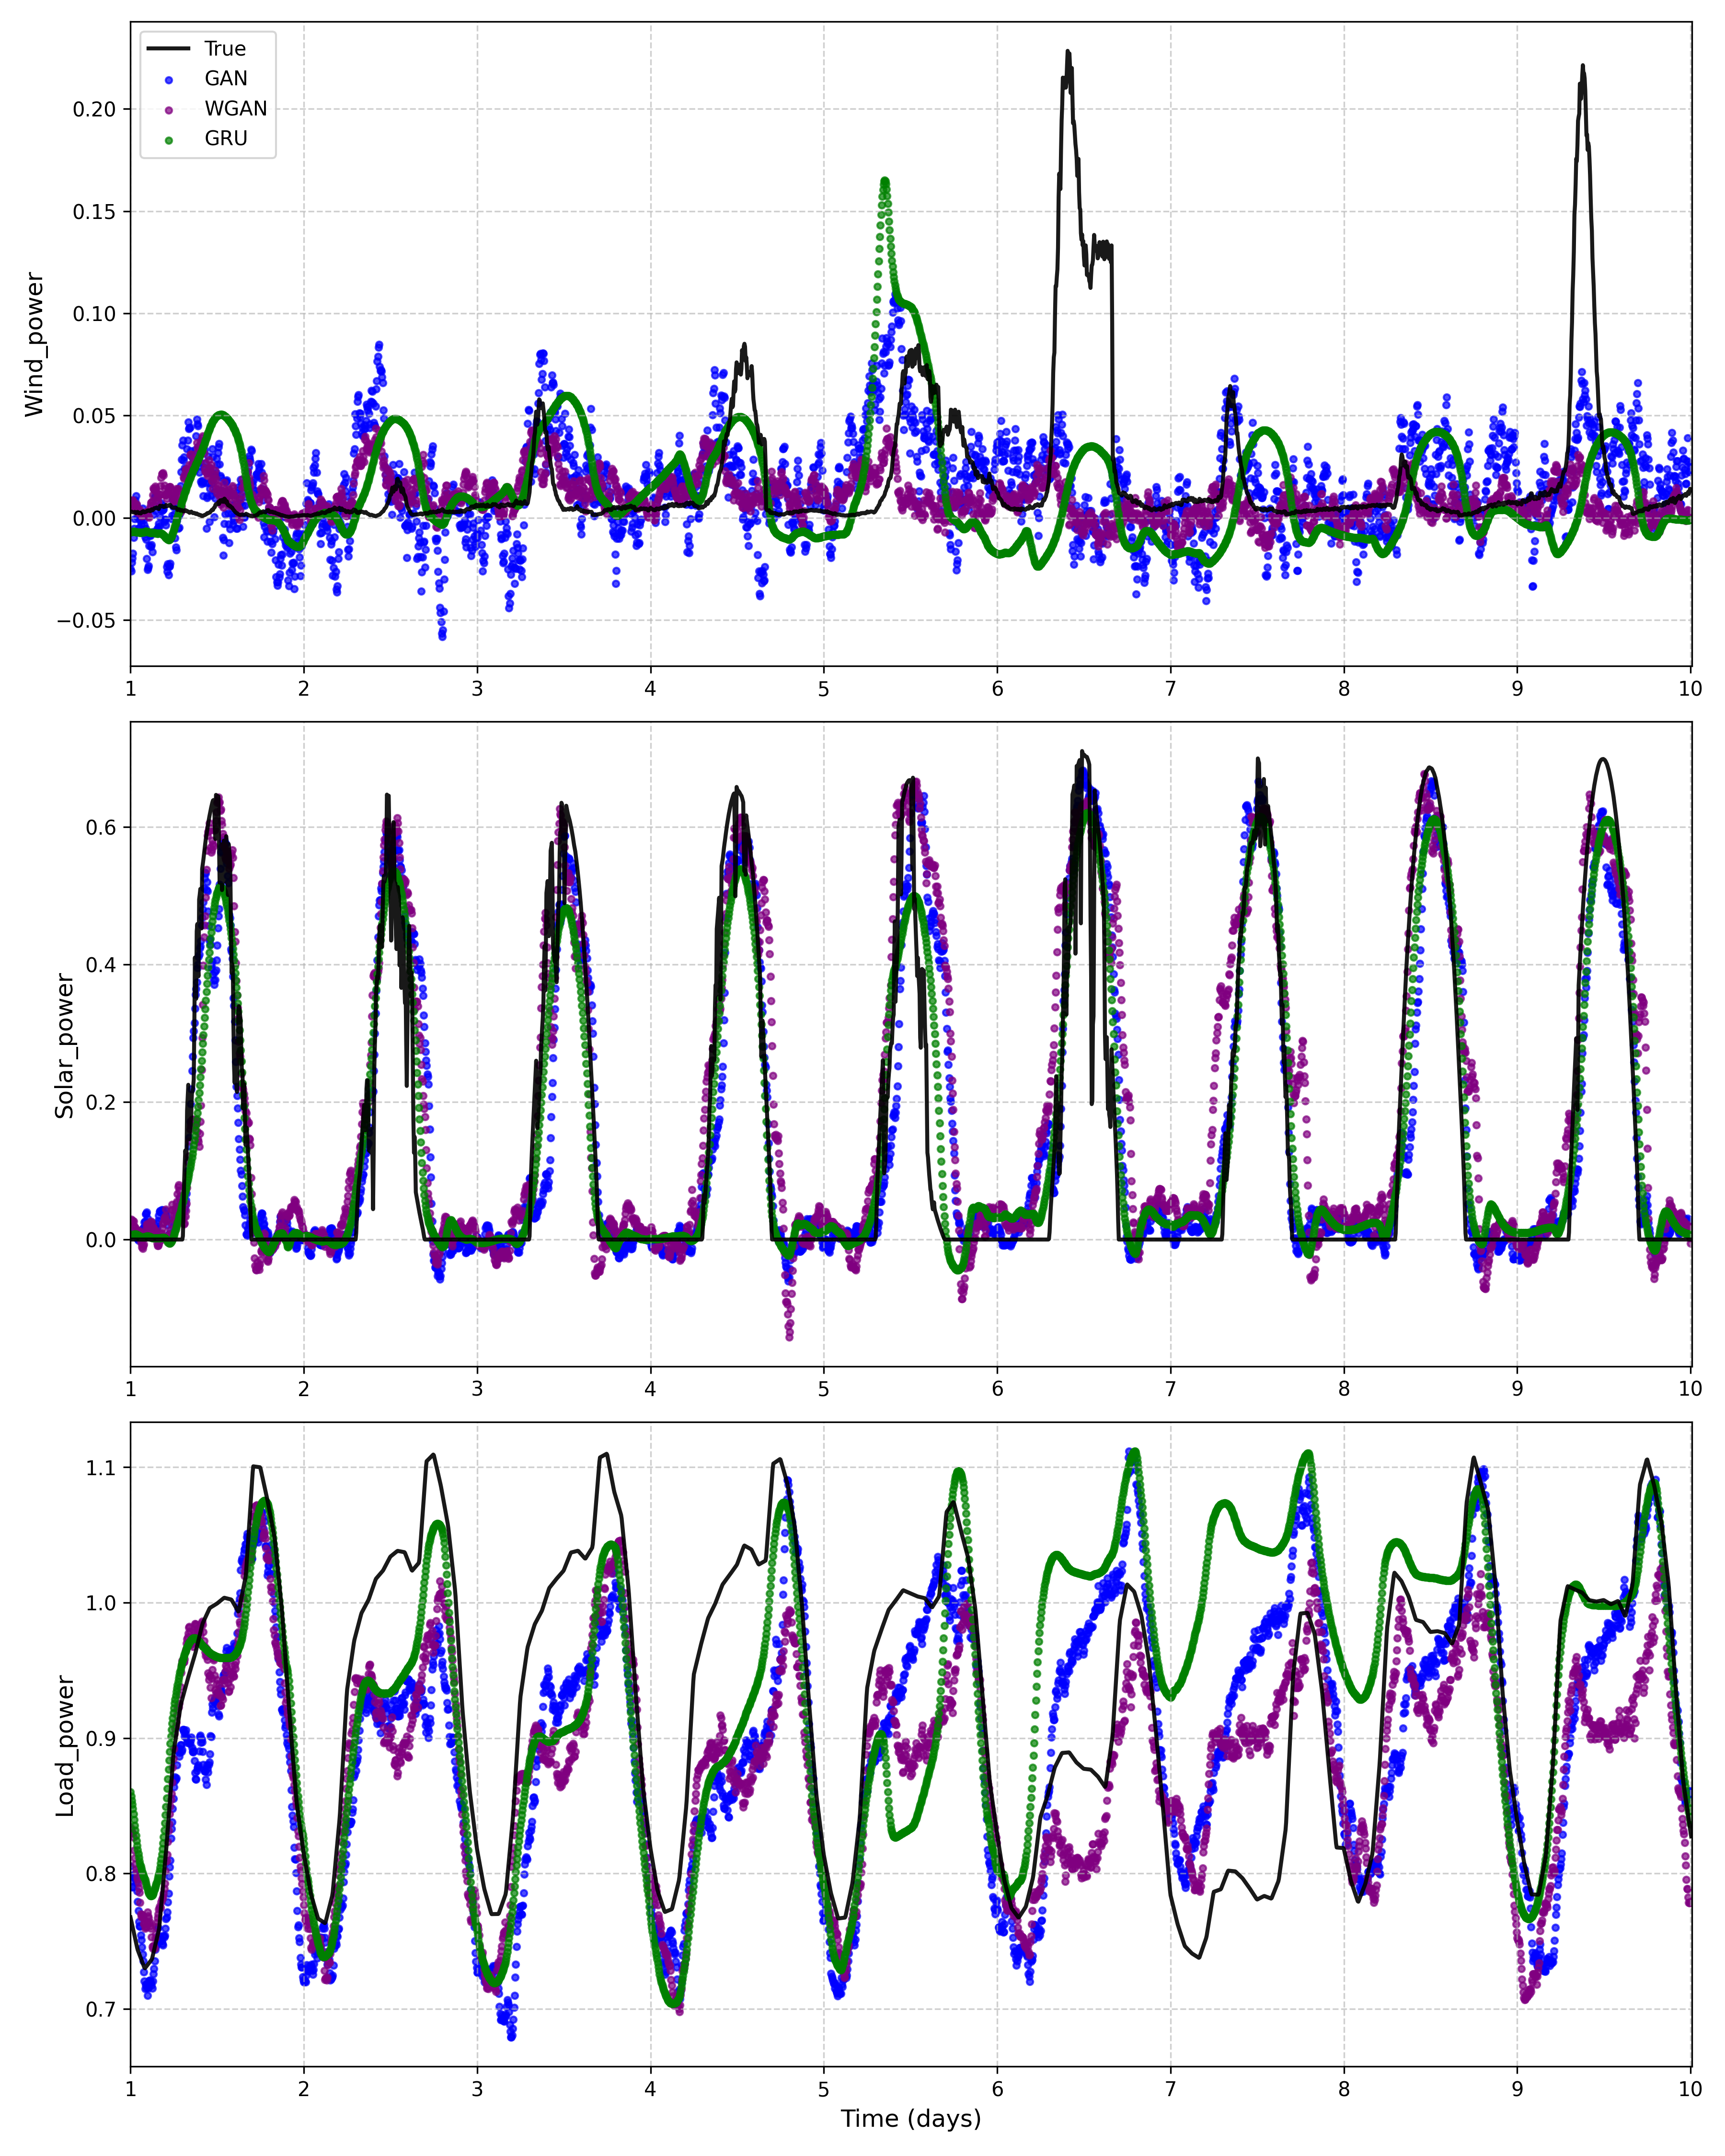 True
GAN
WGAN
GRU
Wind_power
0.20
0.15
0.10
0.05
0.00
−0.05
1 2 3 4 5 6 7 8 9 10
Solar_power
0.6
0.4
0.2
0.0
1 2 3 4 5 6 7 8 9 10
Load_power
1.1
1.0
0.9
0.8
0.7
1 2 3 4 5 6 7 8 9 10
Time (days)